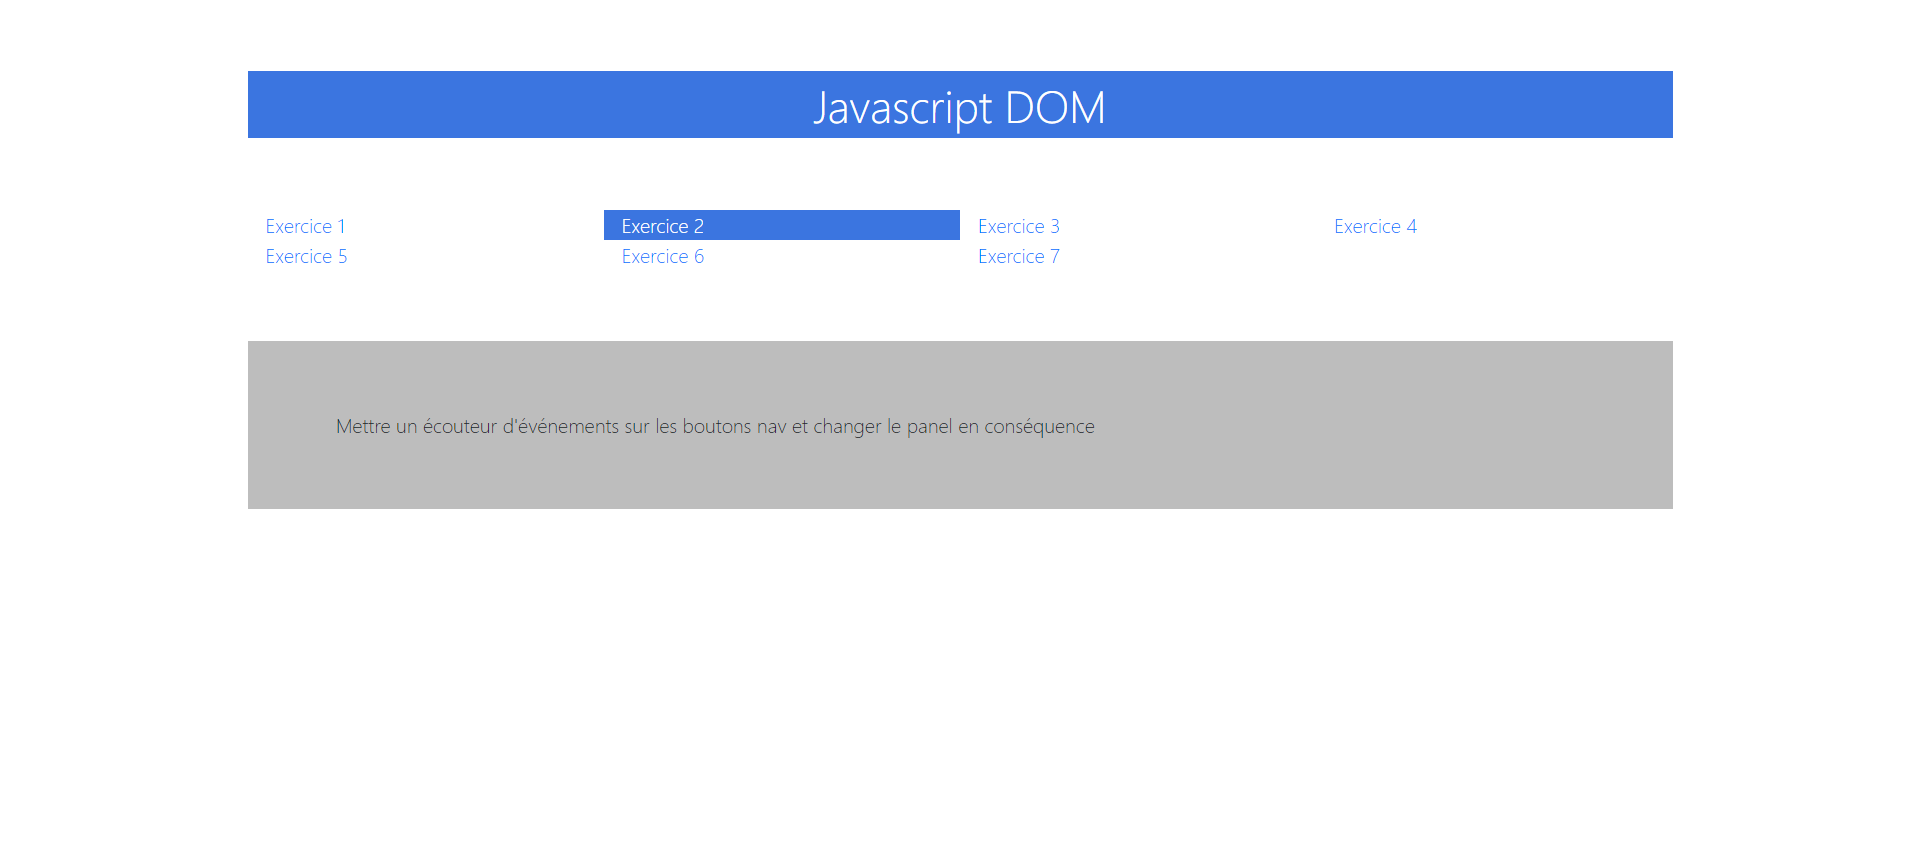 Javascript DOM
Exercice 1
Exercice 2
Exercice 3
Exercice 4
Exercice 5
Exercice 6
Exercice 7
Mettre un écouteur d'événements sur les boutons nav et changer le panel en conséquence